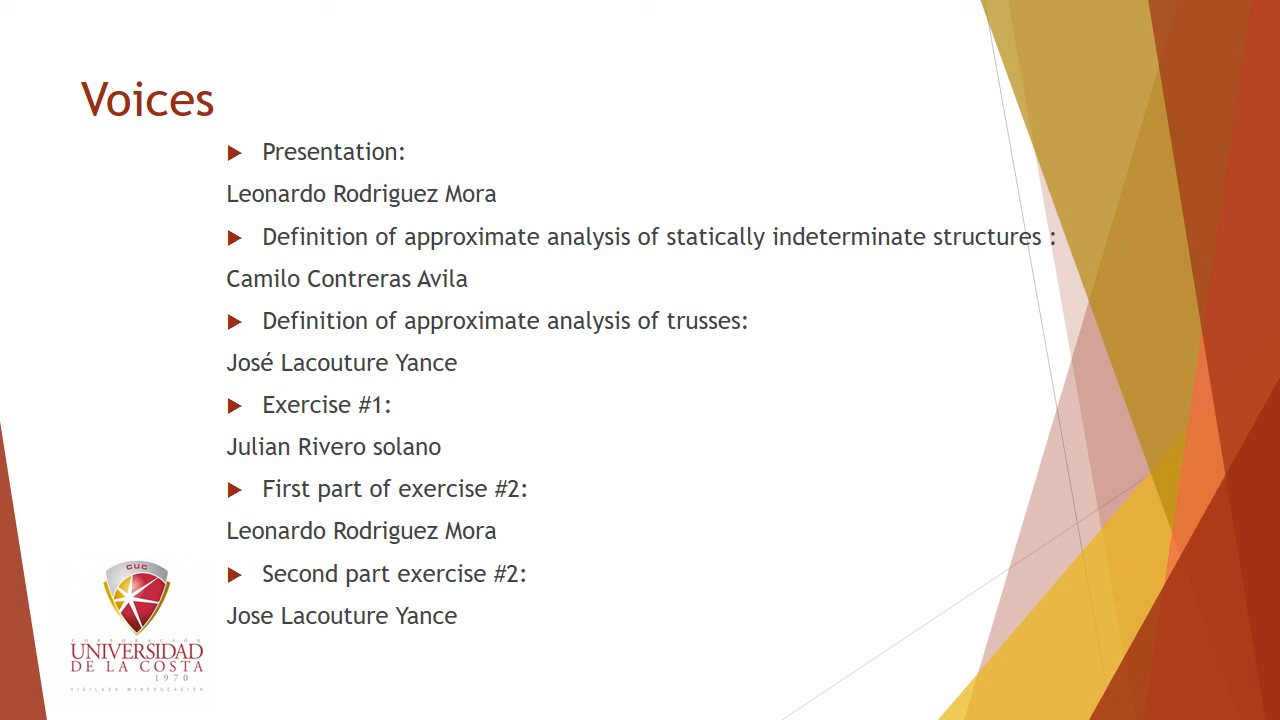 Voices
Presentation:
Leonardo Rodriguez Mora
Definition of approximate analysis of statically indeterminate structures :
Camilo Contreras Avila
Definition of approximate analysis of trusses:
José Lacouture Yance
Exercise #1:
Julian Rivero solano
First part of exercise #2:
Leonardo Rodriguez Mora
Second part exercise #2:
Jose Lacouture Yance
CUC
CORPORACIÓN
UNIVERSIDAD
DE LA COSTA
1970
VIGILADA MINEDUCACIÓN